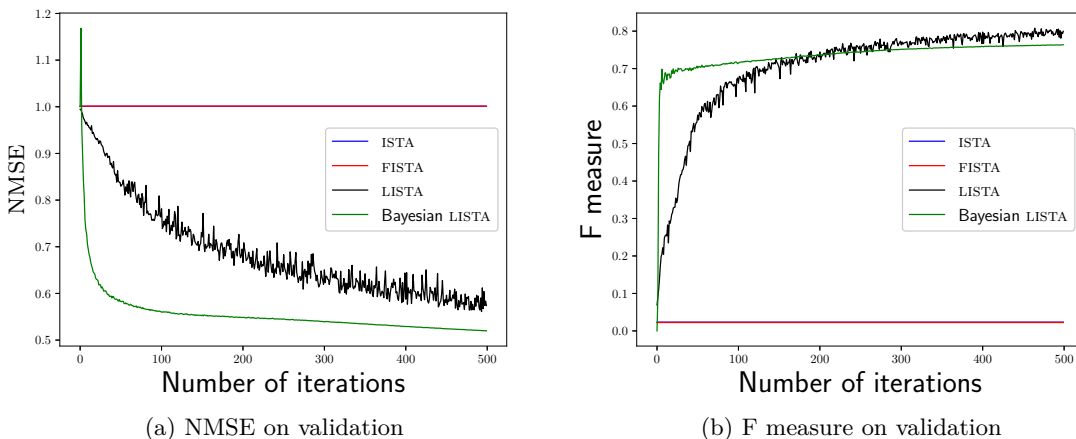 1.2
1.1
1.0
0.9
0.8
0.7
0.6
0.5
NMSE
ISTA
FISTA
LISTA
Bayesian LISTA
0 100 200 300 400 500
Number of iterations
(a) NMSE on validation
0.8
0.7
0.6
0.5
0.4
0.3
0.2
0.1
0.0
F measure
ISTA
FISTA
LISTA
Bayesian LISTA
0 100 200 300 400 500
Number of iterations
(b) F measure on validation